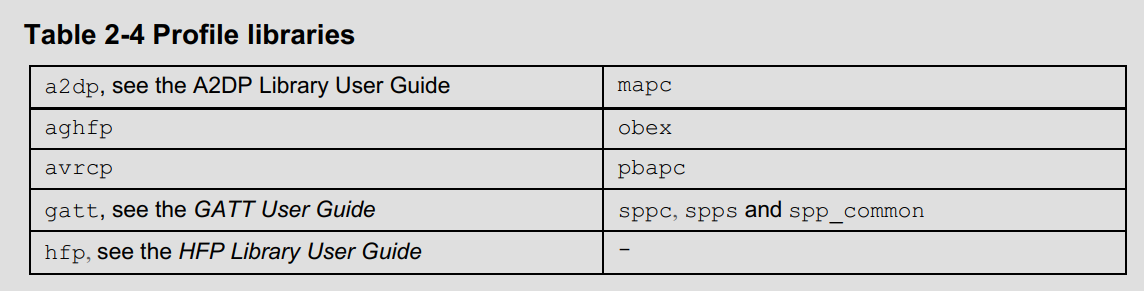 Table 2-4 Profile libraries
a2dp, see the A2DP Library User Guide
mapc
aghfp
obex
avrcp
pbapc
gatt, see the GATT User Guide
sppc, spps and spp_common
hfp, see the HFP Library User Guide
-